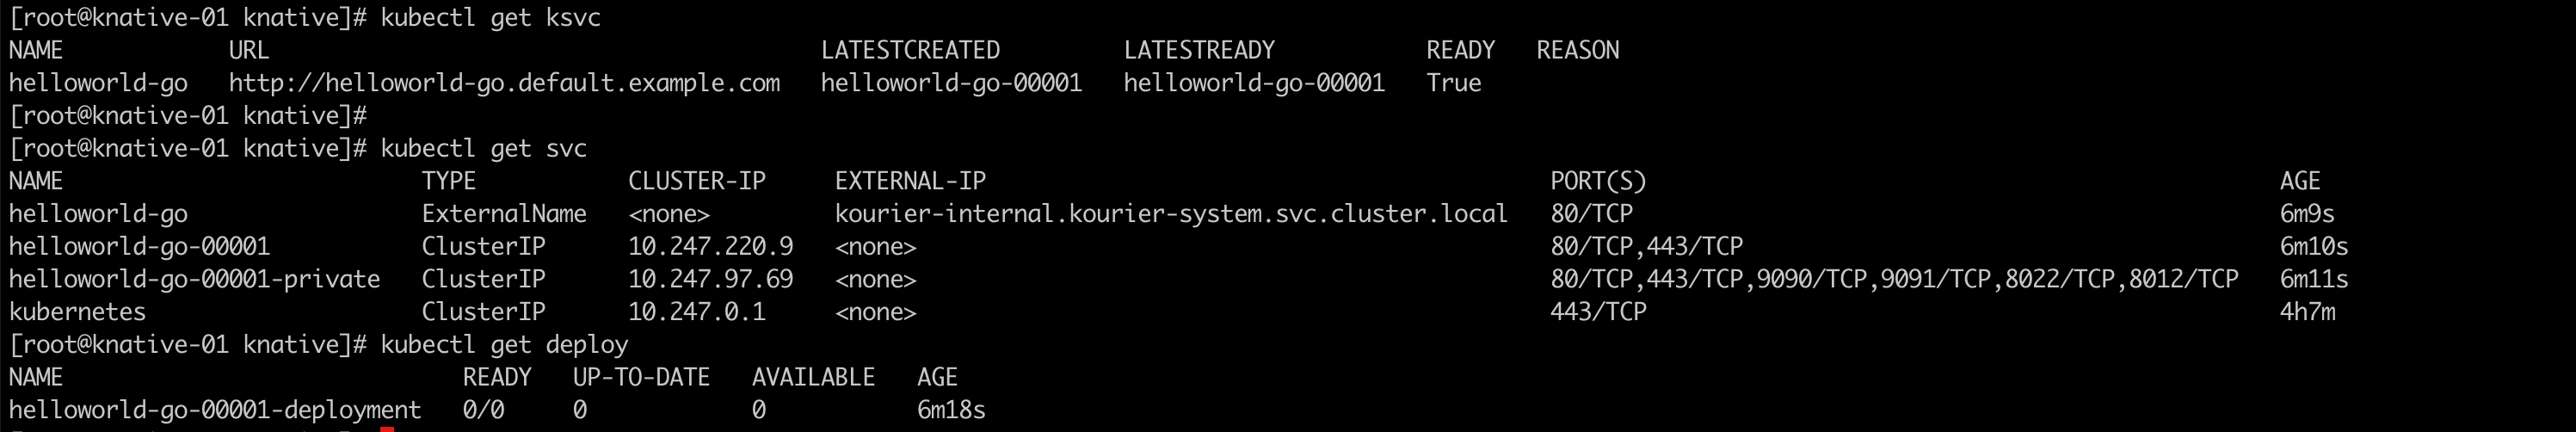 [root@knative-01 knative]# kubectl get ksvc
NAME URL LATESTCREATED LATESTREADY READY REASON
helloworld-go http://helloworld-go.default.example.com helloworld-go-00001 helloworld-go-00001 True
[root@knative-01 knative]#
[root@knative-01 knative]# kubectl get svc
NAME TYPE CLUSTER-IP EXTERNAL-IP PORT(S) AGE
helloworld-go ExternalName <none> kourier-internal.kourier-system.svc.cluster.local 80/TCP 6m9s
helloworld-go-00001 ClusterIP 10.247.220.9 <none> 80/TCP,443/TCP 6m10s
helloworld-go-00001-private ClusterIP 10.247.97.69 <none> 80/TCP,443/TCP,9090/TCP,9091/TCP,8022/TCP,8012/TCP 6m11s
kubernetes ClusterIP 10.247.0.1 <none> 443/TCP 4h7m
[root@knative-01 knative]# kubectl get deploy
NAME READY UP-TO-DATE AVAILABLE AGE
helloworld-go-00001-deployment 0/0 0 0 6m18s